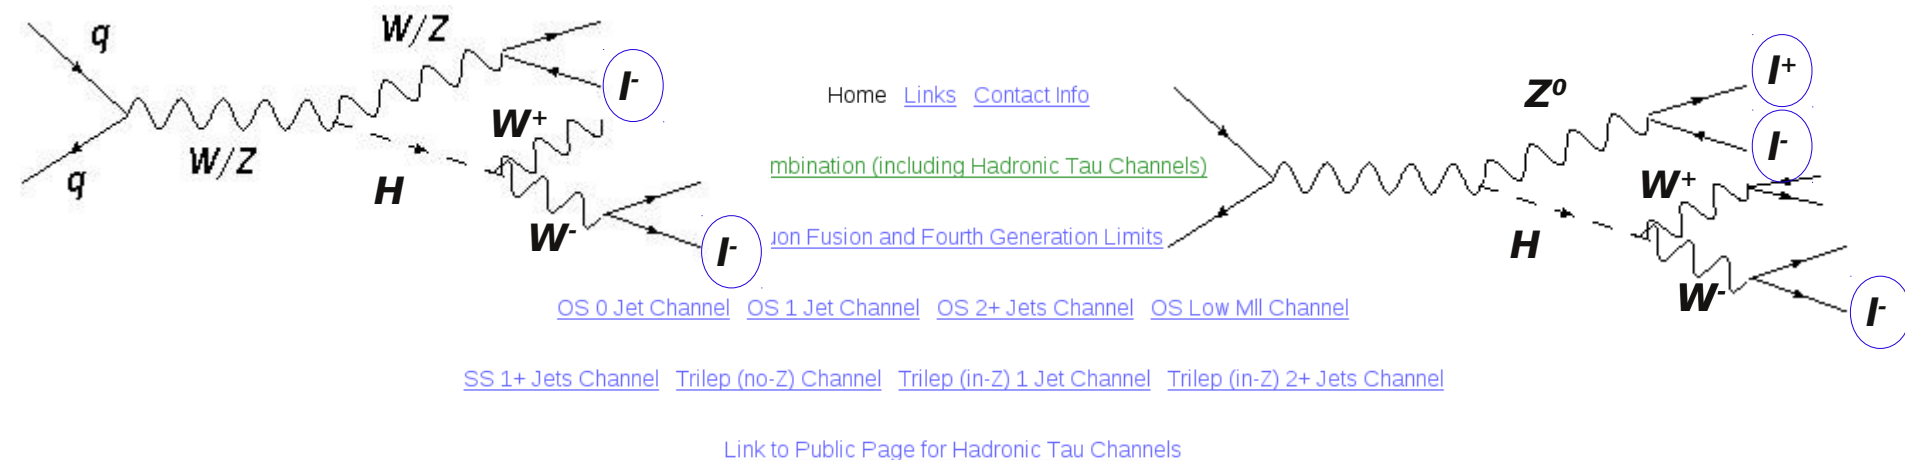 q
W/Z
q
W/Z
H
W+
W-
l-
l-
Home Links Contact Info
mbination (including Hadronic Tau Channels)
uon Fusion and Fourth Generation Limits
OS 0 Jet Channel OS 1 Jet Channel OS 2+ Jets Channel OS Low Mll Channel
SS 1+ Jets Channel Trilep (no-Z) Channel Trilep (in-Z) 1 Jet Channel Trilep (in-Z) 2+ Jets Channel
Link to Public Page for Hadronic Tau Channels
Z0
l+
l-
W+
H
W-
l-